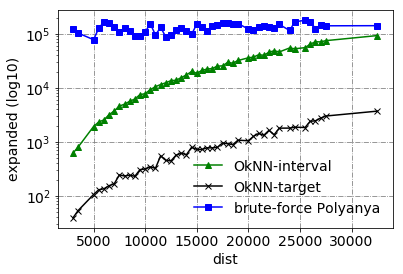 expanded (log10)
10^5
10^4
10^3
10^2
OkNN-interval
OkNN-target
brute-force Polyanya
5000 10000 15000 20000 25000 30000
dist